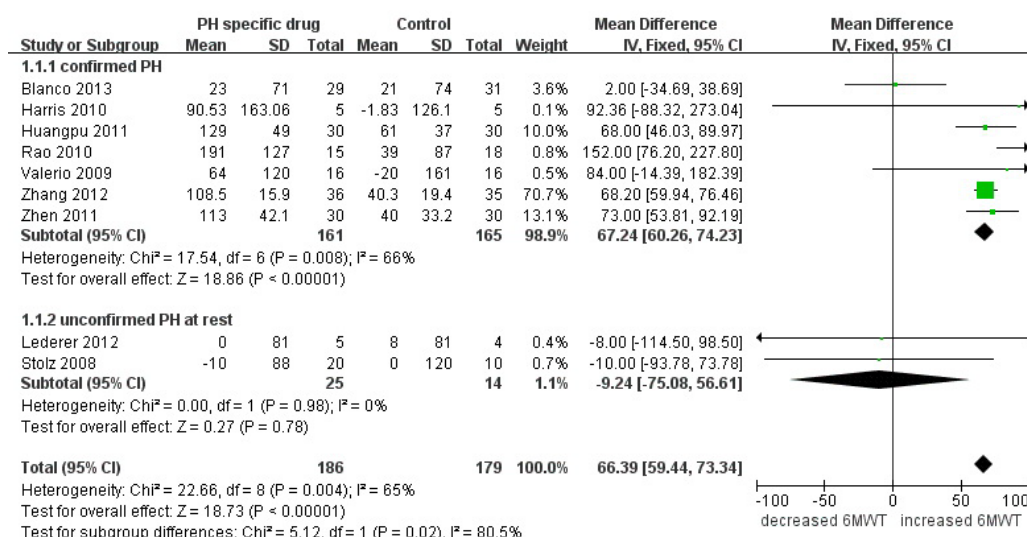 PH specific drug Control Mean Difference Mean Difference
Study or Subgroup Mean SD Total Mean SD Total Weight IV, Fixed, 95% CI IV, Fixed, 95% CI
1.1.1 confirmed PH
Blanco 2013 23 71 29 21 74 31 3.6% 2.00 [-34.69, 38.69]
Harris 2010 90.53 163.06 5 -1.83 126.1 5 0.1% 92.36 [-88.32, 273.04]
Huangpu 2011 129 49 30 61 37 30 10.0% 68.00 [46.03, 89.97]
Rao 2010 191 127 15 39 87 18 0.8% 152.00 [76.20, 227.80]
Valerio 2009 64 120 16 -20 161 16 0.5% 84.00 [-14.39, 182.39]
Zhang 2012 108.5 15.9 36 40.3 19.4 35 70.7% 68.20 [59.94, 76.46]
Zhen 2011 113 42.1 30 40 33.2 30 13.1% 73.00 [53.81, 92.19]
Subtotal (95% CI) 161 165 98.9% 67.24 [60.26, 74.23]
Heterogeneity: Chi² = 17.54, df = 6 (P = 0.008); I² = 66%
Test for overall effect: Z = 18.86 (P < 0.00001)
1.1.2 unconfirmed PH at rest
Lederer 2012 0 81 5 8 81 4 0.4% -8.00 [-114.50, 98.50]
Stolz 2008 -10 88 20 0 120 10 0.7% -10.00 [-93.78, 73.78]
Subtotal (95% CI) 25 14 1.1% -9.24 [-75.08, 56.61]
Heterogeneity: Chi² = 0.00, df = 1 (P = 0.98); I² = 0%
Test for overall effect: Z = 0.27 (P = 0.78)
Total (95% CI) 186 179 100.0% 66.39 [59.44, 73.34]
Heterogeneity: Chi² = 22.66, df = 8 (P = 0.004); I² = 65%
Test for overall effect: Z = 18.73 (P < 0.00001)
Test for subgroup differences: Chi² = 5.12, df = 1 (P = 0.02), I² = 80.5%
-100 -50 0 50 100
decreased 6MWT increased 6MWT